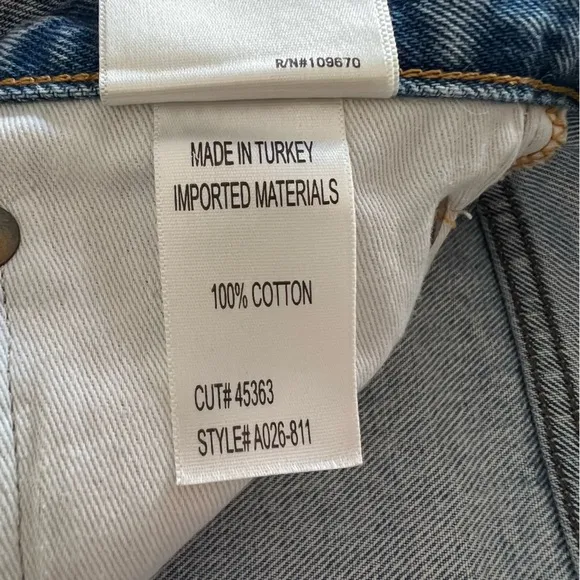 R/N#109670
MADE IN TURKEY
IMPORTED MATERIALS
100% COTTON
CUT# 45363
STYLE# A026-811